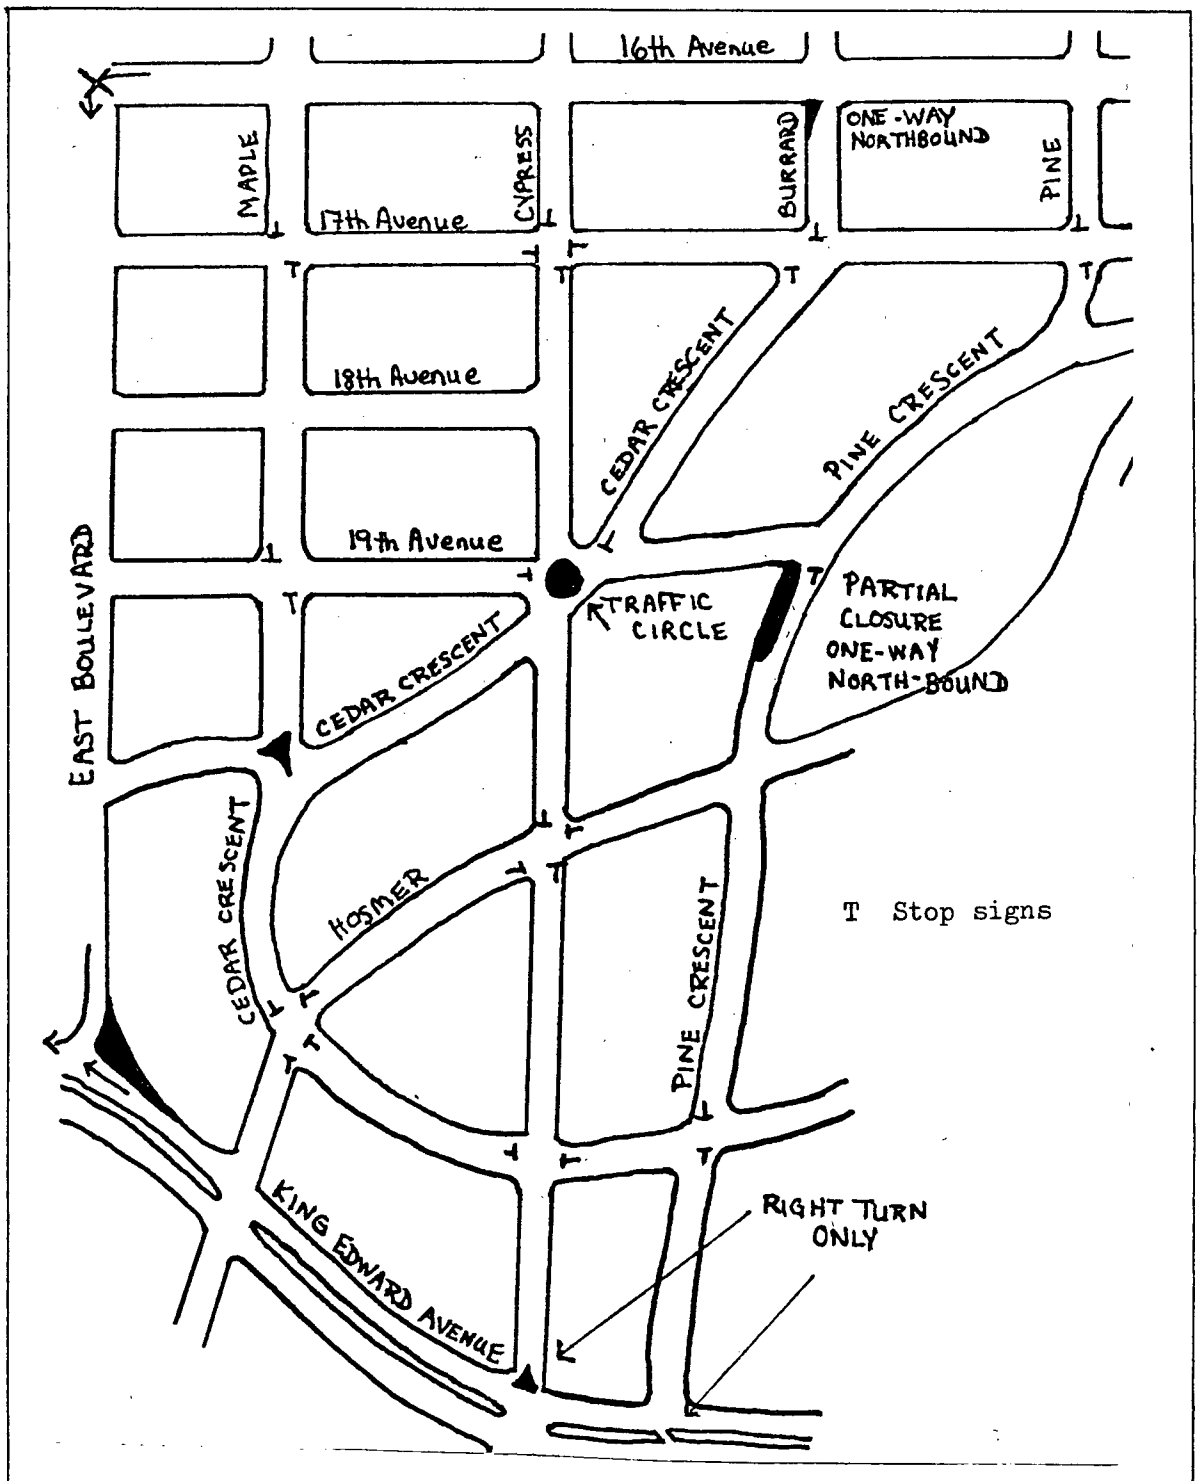 16th Avenue
ONE-WAY
NORTHBOUND
MAPLE
CYPRESS
BURRARD
PINE
17th Avenue
CEDAR CRESCENT
PINE CRESCENT
18th Avenue
19th Avenue
EAST BOULEVARD
TRAFFIC
CIRCLE
PARTIAL
CLOSURE
ONE-WAY
NORTH-BOUND
CEDAR CRESCENT
CEDAR CRESCENT
HOSMER
PINE CRESCENT
T Stop signs
KING EDWARD AVENUE
RIGHT TURN
ONLY